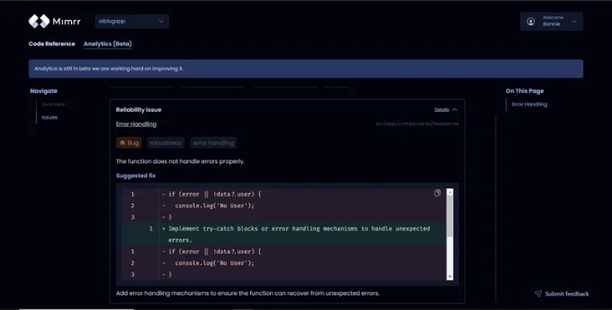 Mimrr
aiblogapp
Welcome
Bonnie
Code Reference
Analytics (Beta)
Analytics is still in beta we are working hard on improving it.
Navigate
Overview
Issues
Reliability issue
Details
Error Handling
Bug
robustness
error handling
The function does not handle errors properly.
Suggested fix
1 - if (error || !data?.user) {
2 - console.log('No User');
3 - }
1 + Implement try-catch blocks or error handling mechanisms to handle unexpected
errors.
1 - if (error || !data?.user) {
2 - console.log('No User');
3 - }
Add error handling mechanisms to ensure the function can recover from unexpected errors.
On This Page
Error Handling
Submit feedback